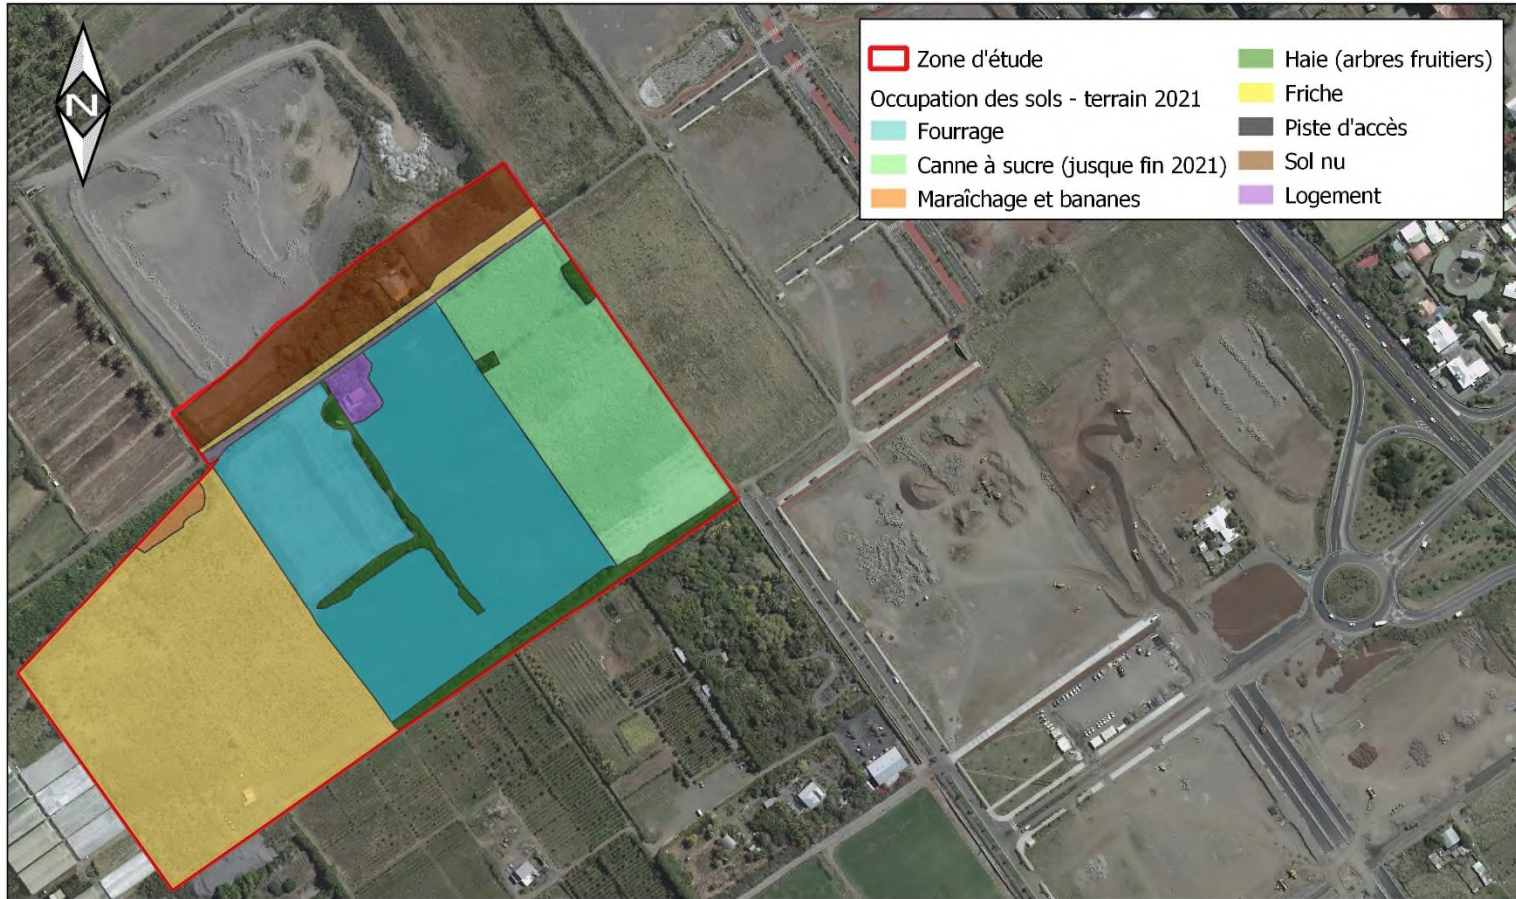 N
Zone d'étude
Occupation des sols - terrain 2021
Fourrage
Canne à sucre (jusque fin 2021)
Maraîchage et bananes
Haie (arbres fruitiers)
Friche
Piste d'accès
Sol nu
Logement